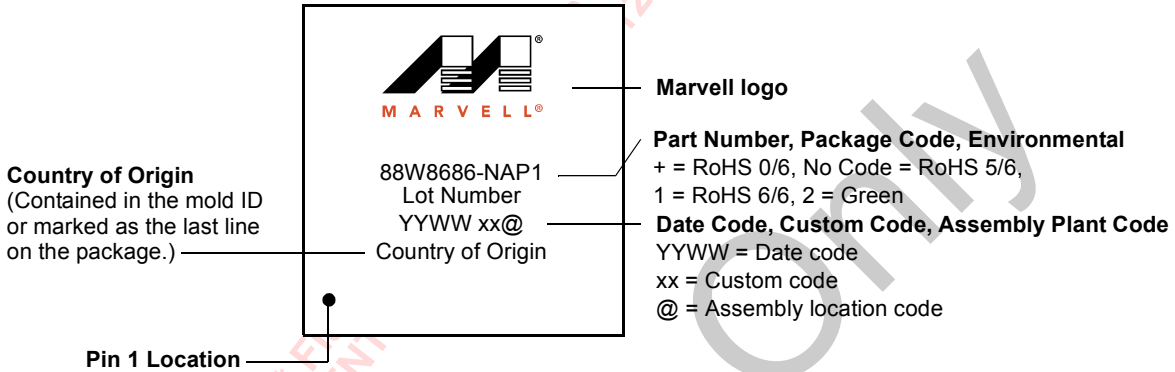 MARVELL®
Marvell logo
Part Number, Package Code, Environmental
+ = RoHS 0/6, No Code = RoHS 5/6,
1 = RoHS 6/6, 2 = Green
88W8686-NAP1
Lot Number
YYWW xx@
Country of Origin
Country of Origin
(Contained in the mold ID
or marked as the last line
on the package.)
Date Code, Custom Code, Assembly Plant Code
YYWW = Date code
xx = Custom code
@ = Assembly location code
Pin 1 Location
Only